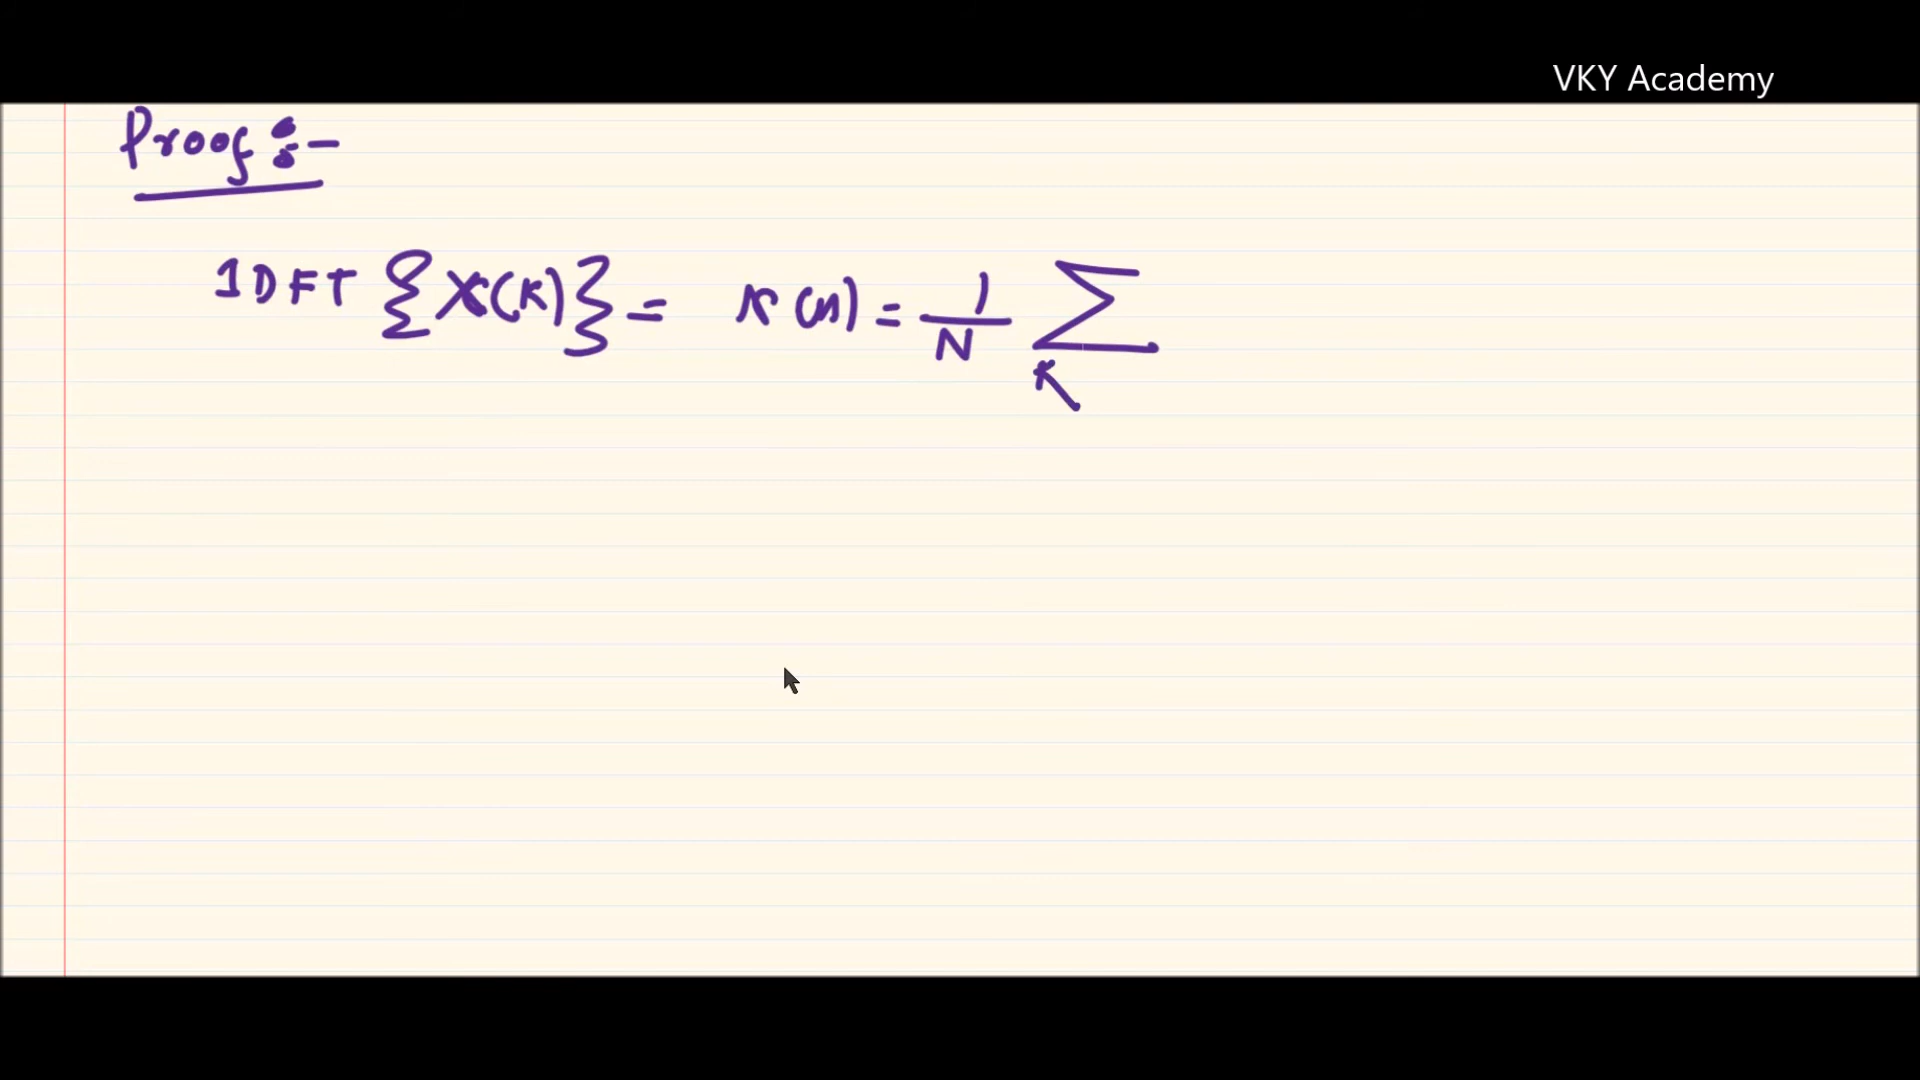 VKY Academy
Proof :-
IDFT {X(K)} = x(n) = 1/N ∑ K